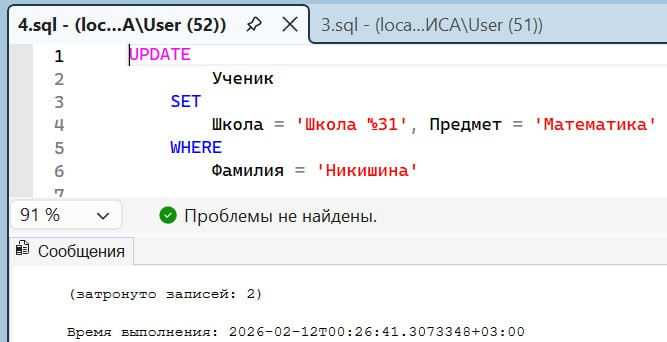 4.sql - (loc...A\User (52))
3.sql - (loca...ИСА\User (51))
1 UPDATE
2 Ученик
3 SET
4 Школа = 'Школа №31', Предмет = 'Математика'
5 WHERE
6 Фамилия = 'Никишина'
7
91 %
Проблемы не найдены.
Сообщения
(затронуто записей: 2)
Время выполнения: 2026-02-12T00:26:41.3073348+03:00